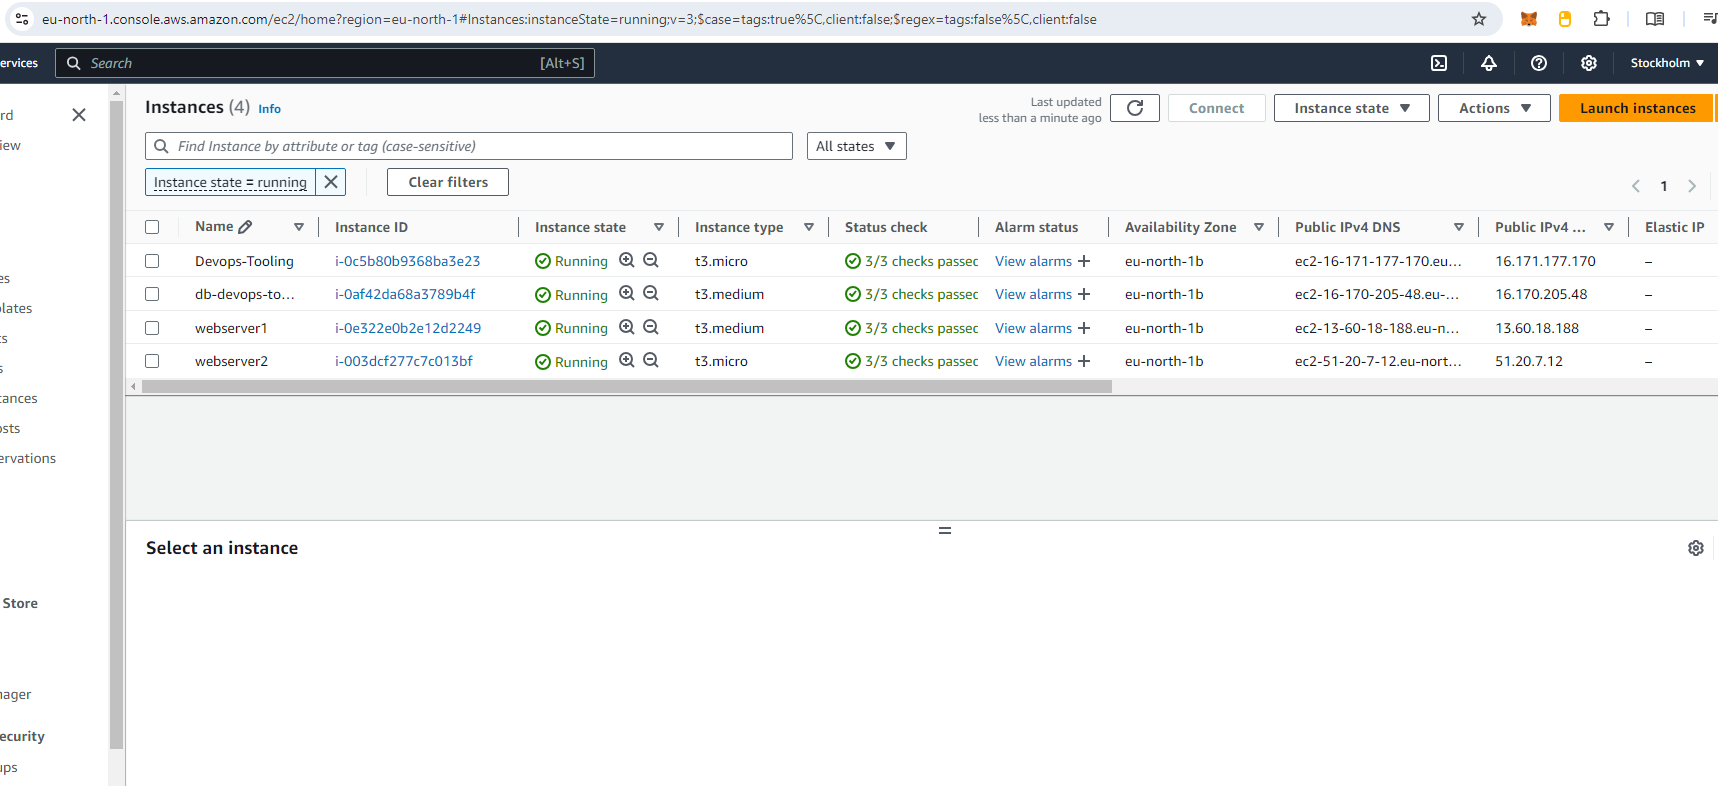 eu-north-1.console.aws.amazon.com/ec2/home?region=eu-north-1#Instances:instanceState=running;v=3;$case=tags:true%5C,client:false;$regex=tags:false%5C,client:false
ervices Search [Alt+S] Stockholm
Instances (4) Info Last updated less than a minute ago Connect Instance state Actions Launch instances
Find Instance by attribute or tag (case-sensitive) All states
Instance state = running Clear filters 1
Name Instance ID Instance state Instance type Status check Alarm status Availability Zone Public IPv4 DNS Public IPv4 ... Elastic IP
Devops-Tooling i-0c5b80b9368ba3e23 Running t3.micro 3/3 checks passec View alarms + eu-north-1b ec2-16-171-177-170.eu... 16.171.177.170 –
db-devops-to... i-0af42da68a3789b4f Running t3.medium 3/3 checks passec View alarms + eu-north-1b ec2-16-170-205-48.eu-... 16.170.205.48 –
webserver1 i-0e322e0b2e12d2249 Running t3.medium 3/3 checks passec View alarms + eu-north-1b ec2-13-60-18-188.eu-n... 13.60.18.188 –
webserver2 i-003dcf277c7c013bf Running t3.micro 3/3 checks passec View alarms + eu-north-1b ec2-51-20-7-12.eu-nort... 51.20.7.12 –
Select an instance
rd
iew
es
plates
ts
s
tances
osts
ervations
Store
nager
ecurity
ups